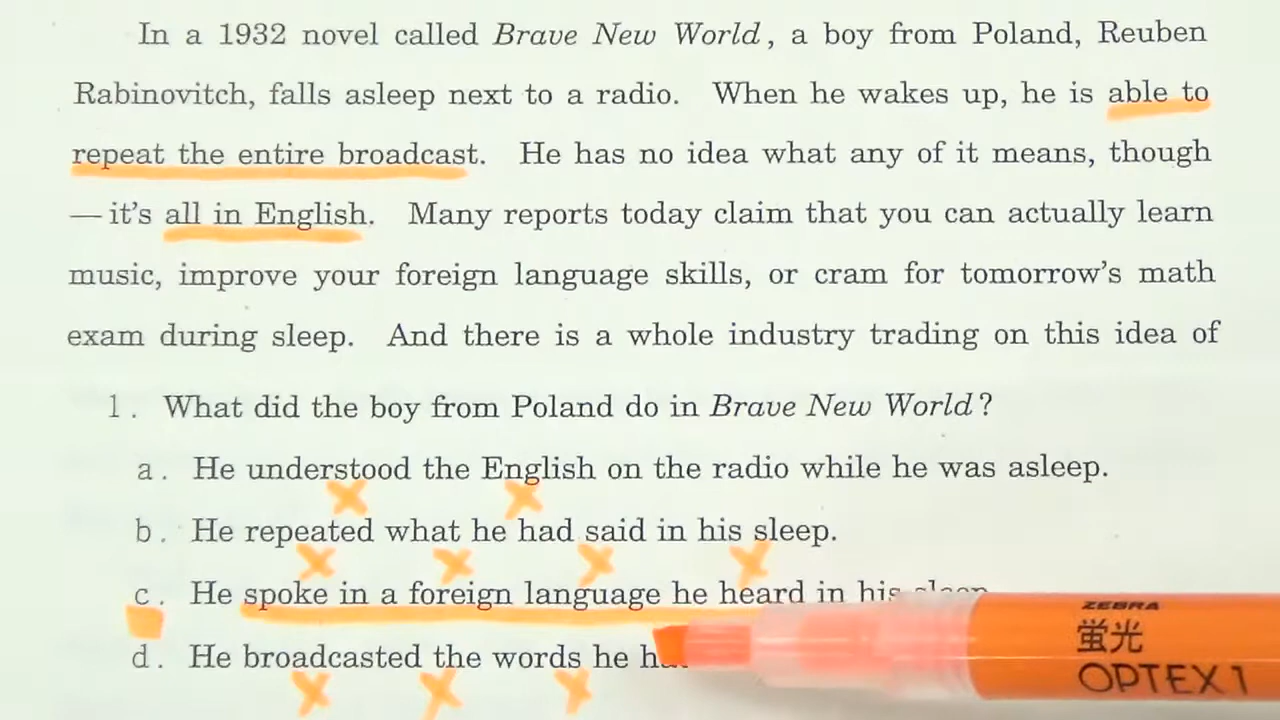 In a 1932 novel called Brave New World, a boy from Poland, Reuben
Rabinovitch, falls asleep next to a radio. When he wakes up, he is able to
repeat the entire broadcast. He has no idea what any of it means, though
—it's all in English. Many reports today claim that you can actually learn
music, improve your foreign language skills, or cram for tomorrow's math
exam during sleep. And there is a whole industry trading on this idea of
1. What did the boy from Poland do in Brave New World?
a. He understood the English on the radio while he was asleep.
b. He repeated what he had said in his sleep.
c. He spoke in a foreign language he heard in his sleep.
d. He broadcasted the words he
ZEBRA
蛍光
OPTEX 1